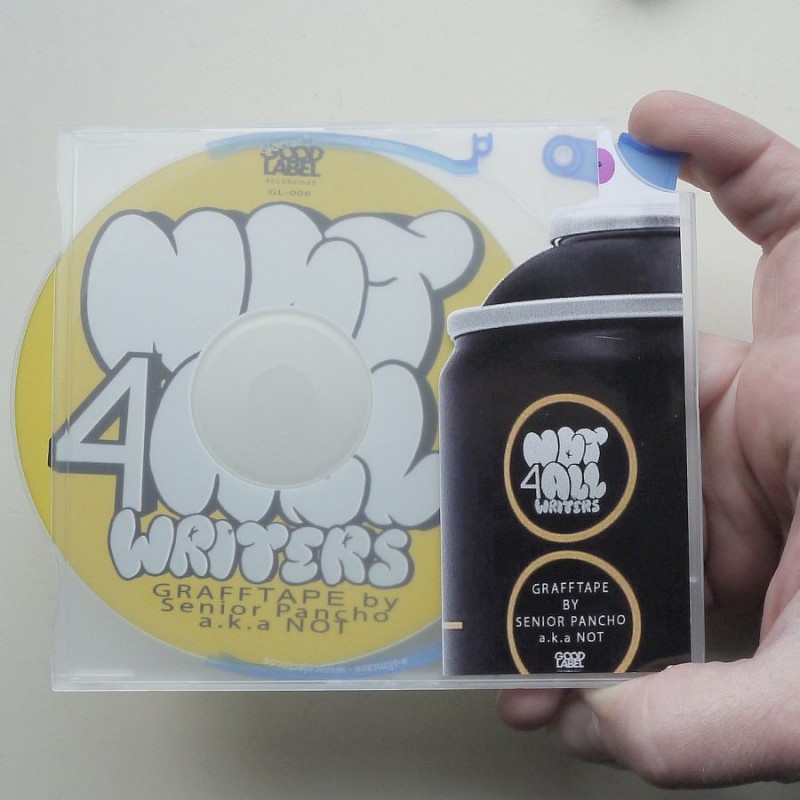 GOOD
LABEL
RECORDINGS
GL-006
NOT
4 ALL
WRITERS
GRAFFTAPE by
Senior Pancho
a.k.a NOT
NOT
4ALL
WRITERS
GRAFFTAPE
BY
SENIOR PANCHO
a.k.a NOT
GOOD
LABEL